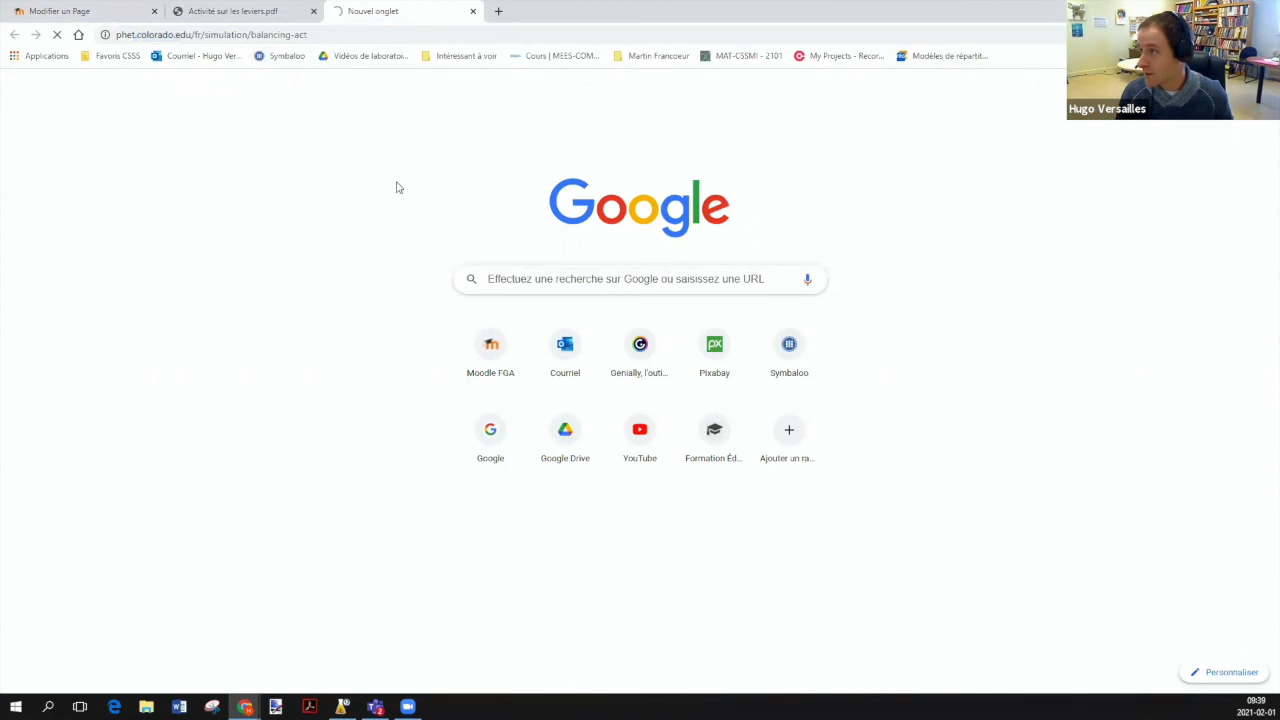 Modifier un Page
Activité sur les leviers.pdf
Nouvel onglet
phet.colorado.edu/fr/simulation/balancing-act
Applications
Favoris CSSS
Courriel - Hugo Ver...
Symbaloo
Vidéos de laboratoi...
Intéressant à voir
Cours | MEES-COM...
Martin Francoeur
MAT-CSSMI - 2101
My Projects - Recor...
Modèles de répartit...
Hugo Versailles
Google
Effectuez une recherche sur Google ou saisissez une URL
Moodle FGA
Courriel
Genially, l'outi...
Pixabay
Symbaloo
Google
Google Drive
YouTube
Formation Éd...
Ajouter un ra...
Personnaliser
09:39
2021-02-01